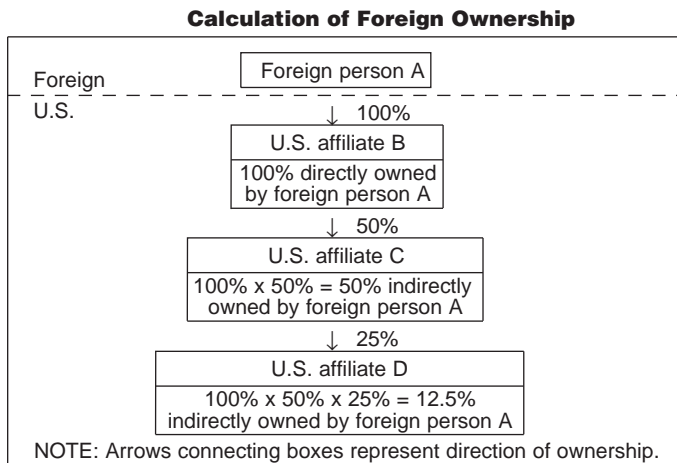 Calculation of Foreign Ownership
Foreign person A
Foreign
U.S.
↓ 100%
U.S. affiliate B
100% directly owned
by foreign person A
↓ 50%
U.S. affiliate C
100% x 50% = 50% indirectly
owned by foreign person A
↓ 25%
U.S. affiliate D
100% x 50% x 25% = 12.5%
indirectly owned by foreign person A
NOTE: Arrows connecting boxes represent direction of ownership.